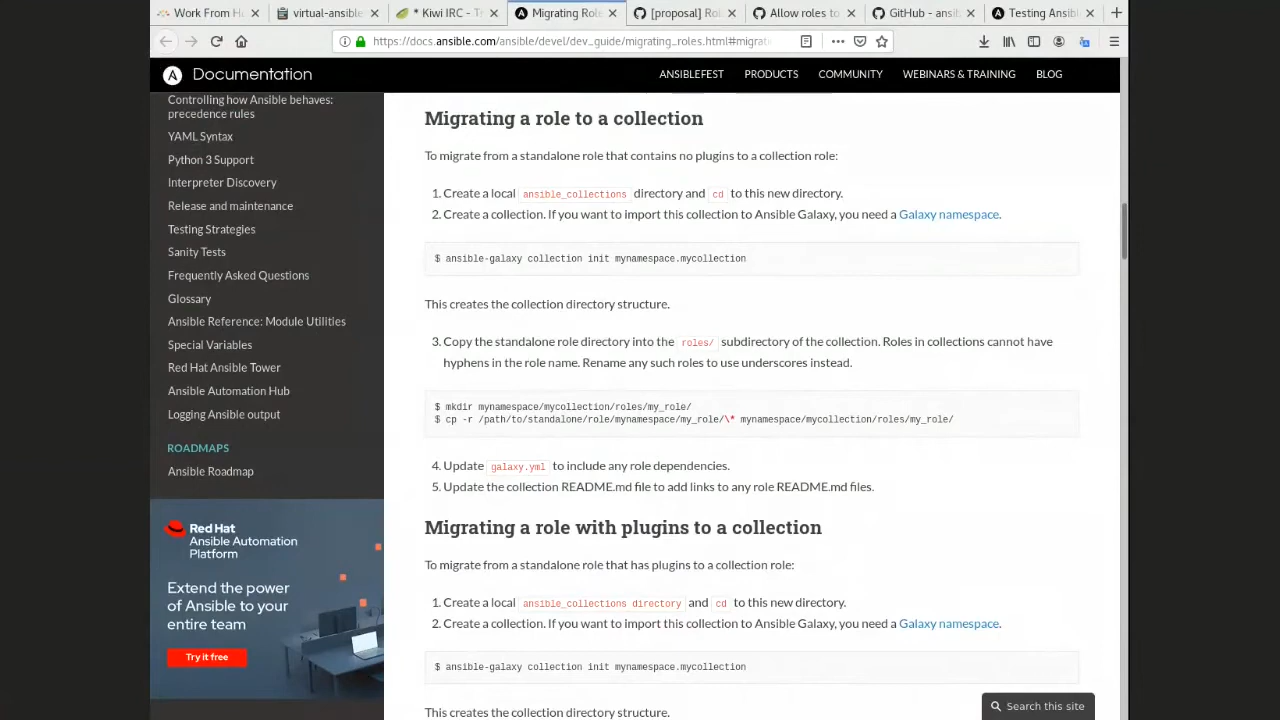 Work From Ho
virtual-ansible
* Kiwi IRC - Ts
Migrating Role
[proposal] Role
Allow roles to
GitHub - ansib
Testing Ansible
https://docs.ansible.com/ansible/devel/dev_guide/migrating_roles.html#migrati
Documentation
ANSIBLEFEST
PRODUCTS
COMMUNITY
WEBINARS & TRAINING
BLOG
Controlling how Ansible behaves:
precedence rules
YAML Syntax
Python 3 Support
Interpreter Discovery
Release and maintenance
Testing Strategies
Sanity Tests
Frequently Asked Questions
Glossary
Ansible Reference: Module Utilities
Special Variables
Red Hat Ansible Tower
Ansible Automation Hub
Logging Ansible output
ROADMAPS
Ansible Roadmap
Red Hat
Ansible Automation
Platform
Extend the power
of Ansible to your
entire team
Try it free
Migrating a role to a collection
To migrate from a standalone role that contains no plugins to a collection role:
1. Create a local ansible_collections directory and cd to this new directory.
2. Create a collection. If you want to import this collection to Ansible Galaxy, you need a Galaxy namespace.
$ ansible-galaxy collection init mynamespace.mycollection
This creates the collection directory structure.
3. Copy the standalone role directory into the roles/ subdirectory of the collection. Roles in collections cannot have
hyphens in the role name. Rename any such roles to use underscores instead.
$ mkdir mynamespace/mycollection/roles/my_role/
$ cp -r /path/to/standalone/role/mynamespace/my_role/\* mynamespace/mycollection/roles/my_role/
4. Update galaxy.yml to include any role dependencies.
5. Update the collection README.md file to add links to any role README.md files.
Migrating a role with plugins to a collection
To migrate from a standalone role that has plugins to a collection role:
1. Create a local ansible_collections directory and cd to this new directory.
2. Create a collection. If you want to import this collection to Ansible Galaxy, you need a Galaxy namespace.
$ ansible-galaxy collection init mynamespace.mycollection
This creates the collection directory structure.
Search this site